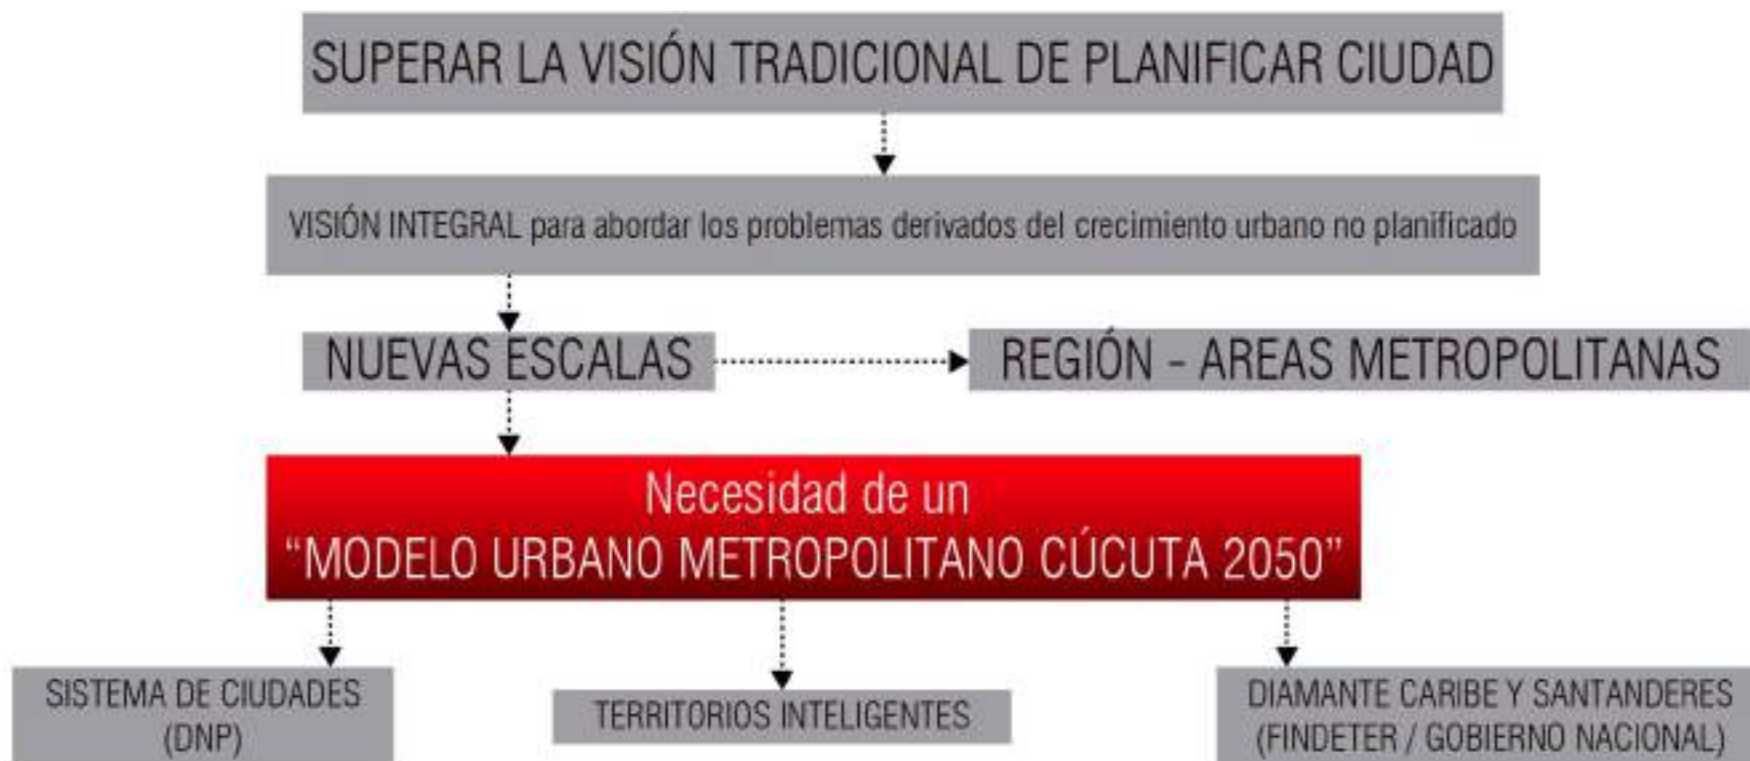 SUPERAR LA VISIÓN TRADICIONAL DE PLANIFICAR CIUDAD
VISIÓN INTEGRAL para abordar los problemas derivados del crecimiento urbano no planificado
NUEVAS ESCALAS
REGIÓN - AREAS METROPOLITANAS
Necesidad de un
“MODELO URBANO METROPOLITANO CÚCUTA 2050”
SISTEMA DE CIUDADES
(DNP)
TERRITORIOS INTELIGENTES
DIAMANTE CARIBE Y SANTANDERES
(FINDETER / GOBIERNO NACIONAL)